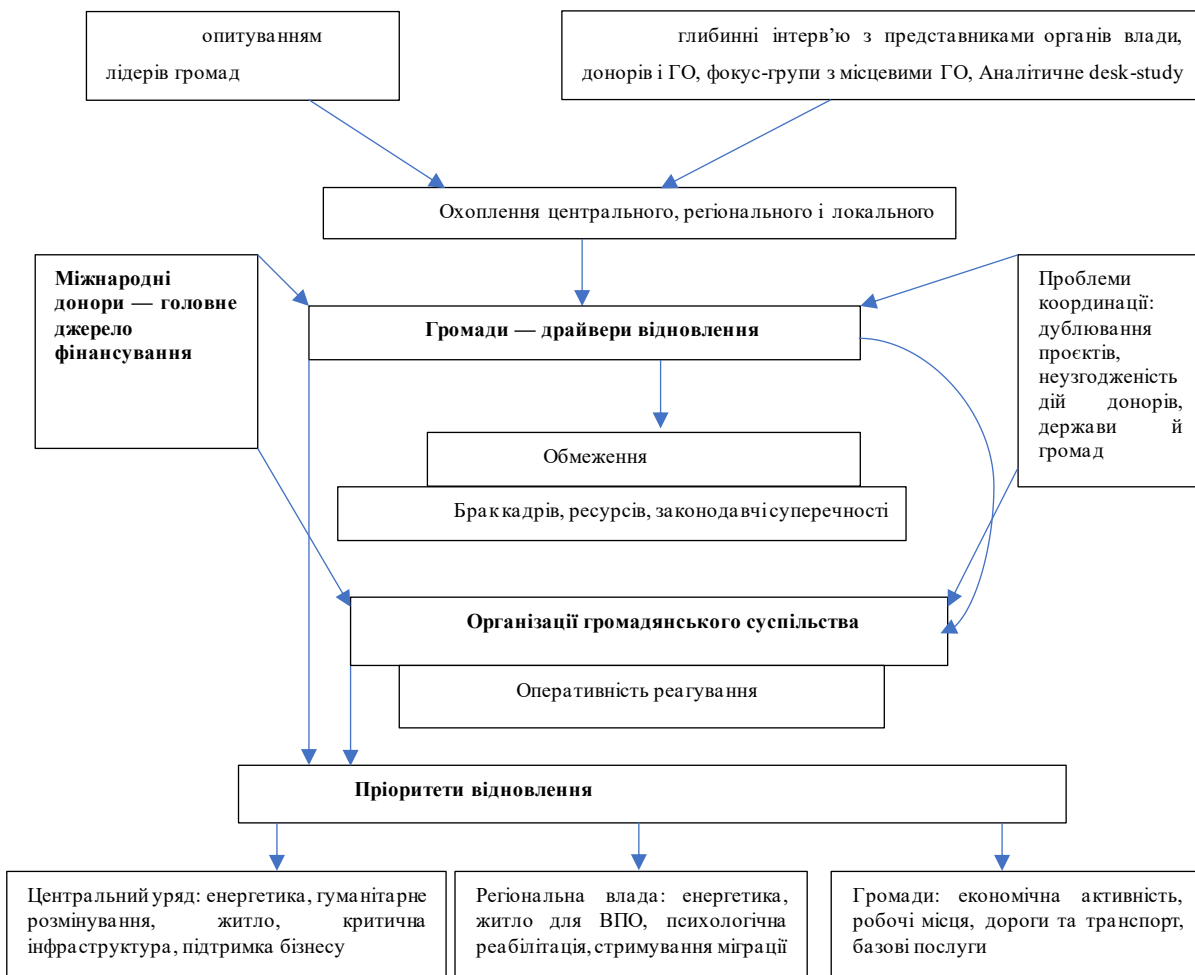 опитуванням
лідерів громад
глибинні інтерв’ю з представниками органів влади,
донорів і ГО, фокус-групи з місцевими ГО, Аналітичне desk-study
Охоплення центрального, регіонального і локального
Міжнародні
донори — головне
джерело
фінансування
Громади — драйвери відновлення
Проблеми
координації:
дублювання
проєктів,
неузгодженість
дій донорів,
держави й
громад
Обмеження
Брак кадрів, ресурсів, законодавчі суперечності
Організації громадянського суспільства
Оперативність реагування
Пріоритети відновлення
Центральний уряд: енергетика, гуманітарне
розмінування, житло, критична
інфраструктура, підтримка бізнесу
Регіональна влада: енергетика,
житло для ВПО, психологічна
реабілітація, стримування міграції
Громади: економічна активність,
робочі місця, дороги та транспорт,
базові послуги